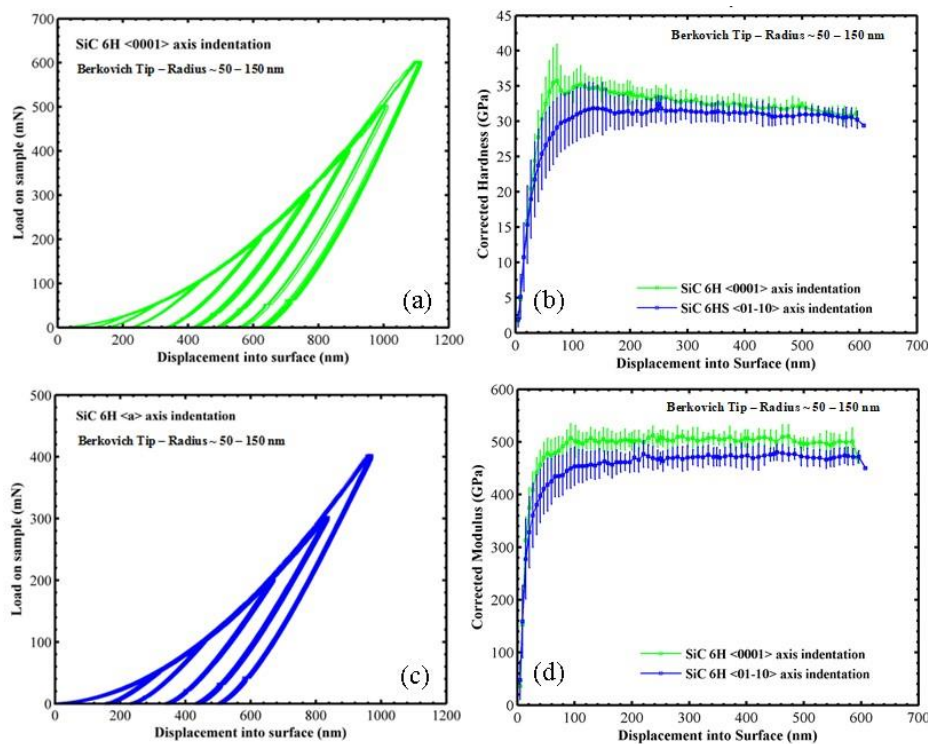 SiC 6H <0001> axis indentation
Berkovich Tip – Radius ~ 50 – 150 nm
Load on sample (mN)
700
600
500
400
300
200
100
0
0 200 400 600 800 1000 1200
Displacement into surface (nm)
(a)
Berkovich Tip – Radius ~ 50 – 150 nm
Corrected Hardness (GPa)
45
40
35
30
25
20
15
10
5
0
SiC 6H <0001> axis indentation
SiC 6HS <01-10> axis indentation
0 100 200 300 400 500 600 700
Displacement into Surface (nm)
(b)
SiC 6H <a> axis indentation
Berkovich Tip – Radius ~ 50 – 150 nm
Load on sample (mN)
500
400
300
200
100
0
0 200 400 600 800 1000 1200
Displacement into surface (nm)
(c)
Berkovich Tip – Radius ~ 50 – 150 nm
Corrected Modulus (GPa)
600
500
400
300
200
100
0
SiC 6H <0001> axis indentation
SiC 6H <01-10> axis indentation
0 100 200 300 400 500 600 700
Displacement into Surface (nm)
(d)